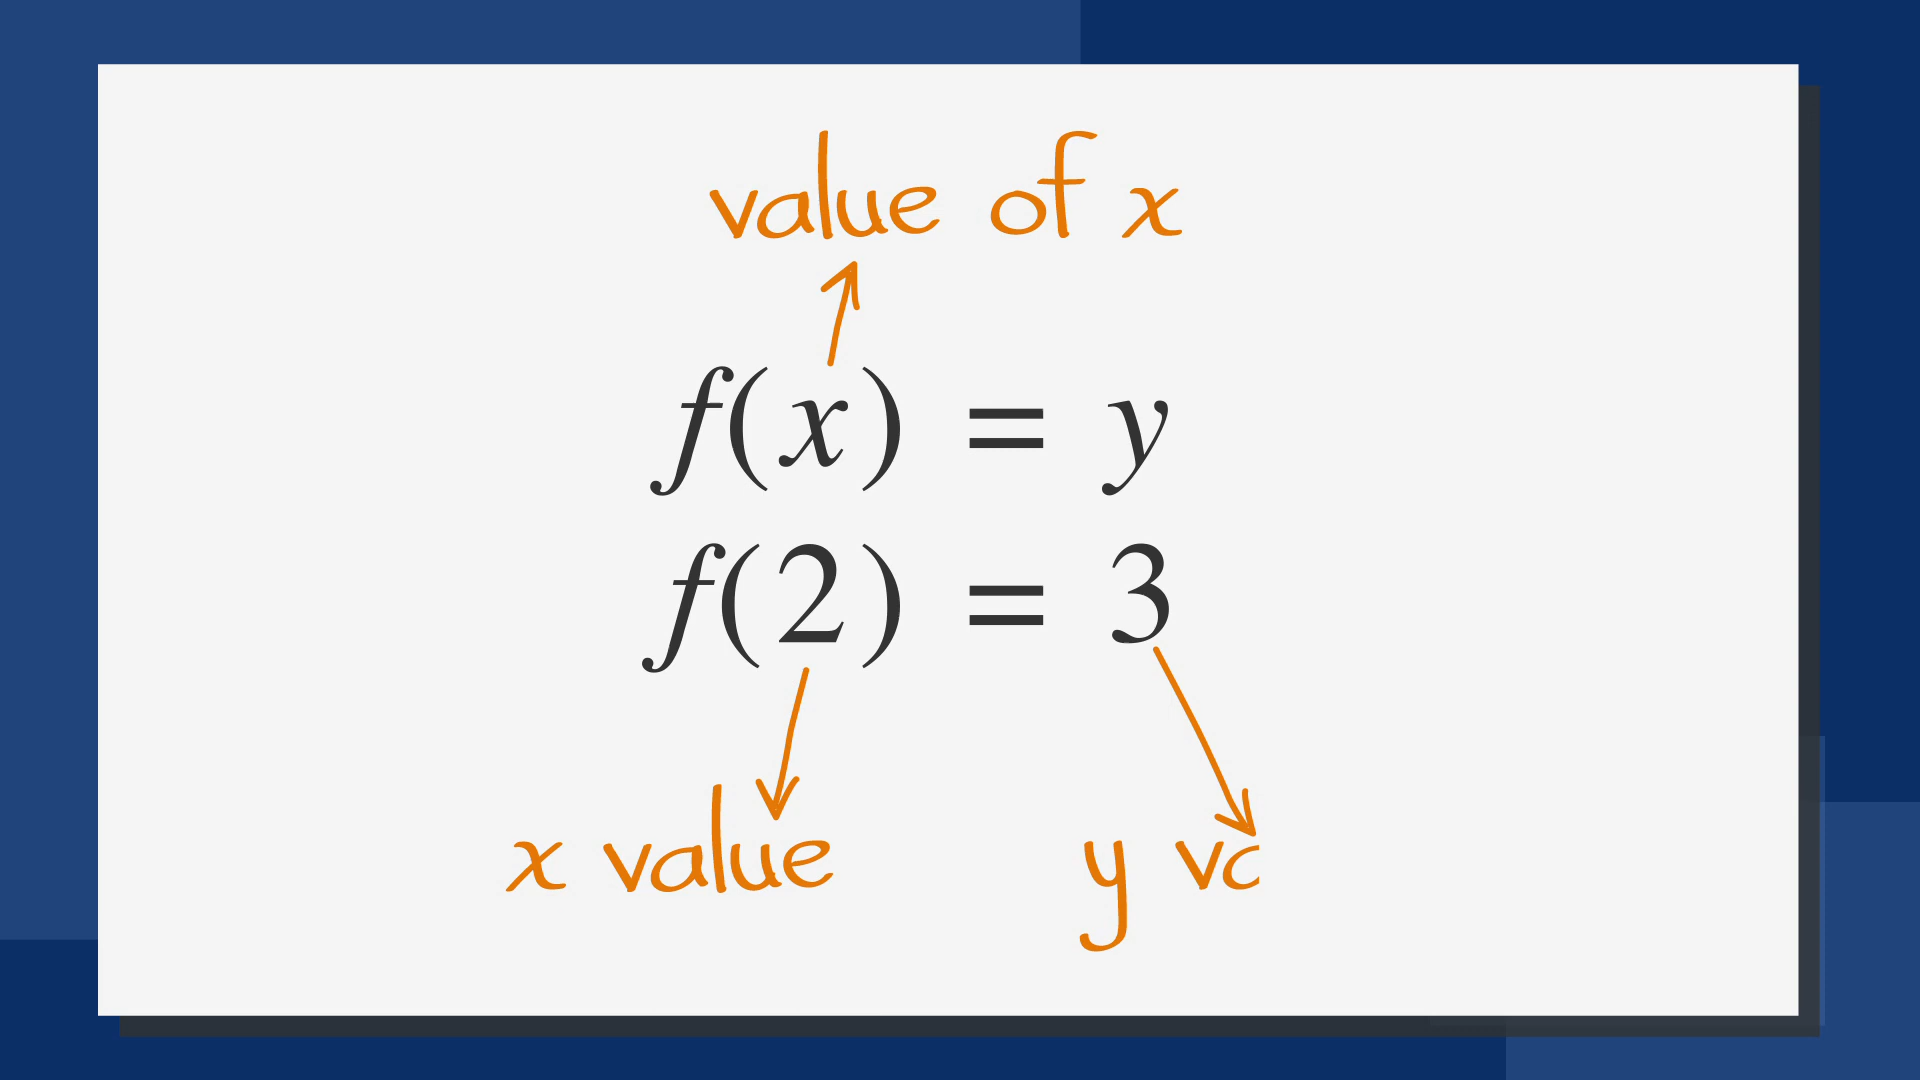 value of x
f(x) = y
f(2) = 3
x value y